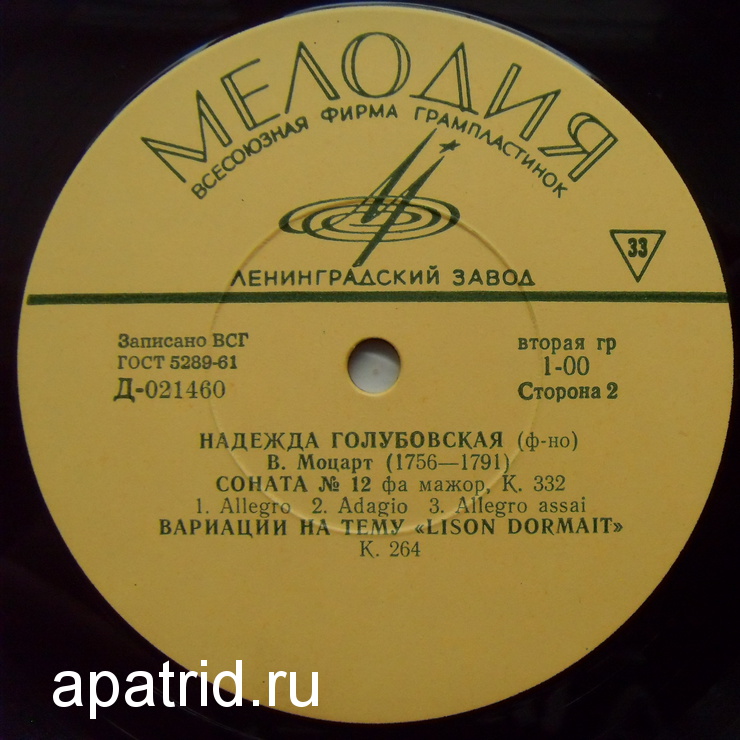 МЕЛОДИЯ
ВСЕСОЮЗНАЯ ФИРМА ГРАМПЛАСТИНОК
33
ЛЕНИНГРАДСКИЙ ЗАВОД
Записано ВСГ
ГОСТ 5289-61
Д-021460
вторая гр
1-00
Сторона 2
НАДЕЖДА ГОЛУБОВСКАЯ (ф-но)
В. Моцарт (1756—1791)
СОНАТА № 12 фа мажор, К. 332
1. Allegro 2. Adagio 3. Allegro assai
ВАРИАЦИИ НА ТЕМУ «LISON DORMAIT»
К. 264
apatrid.ru